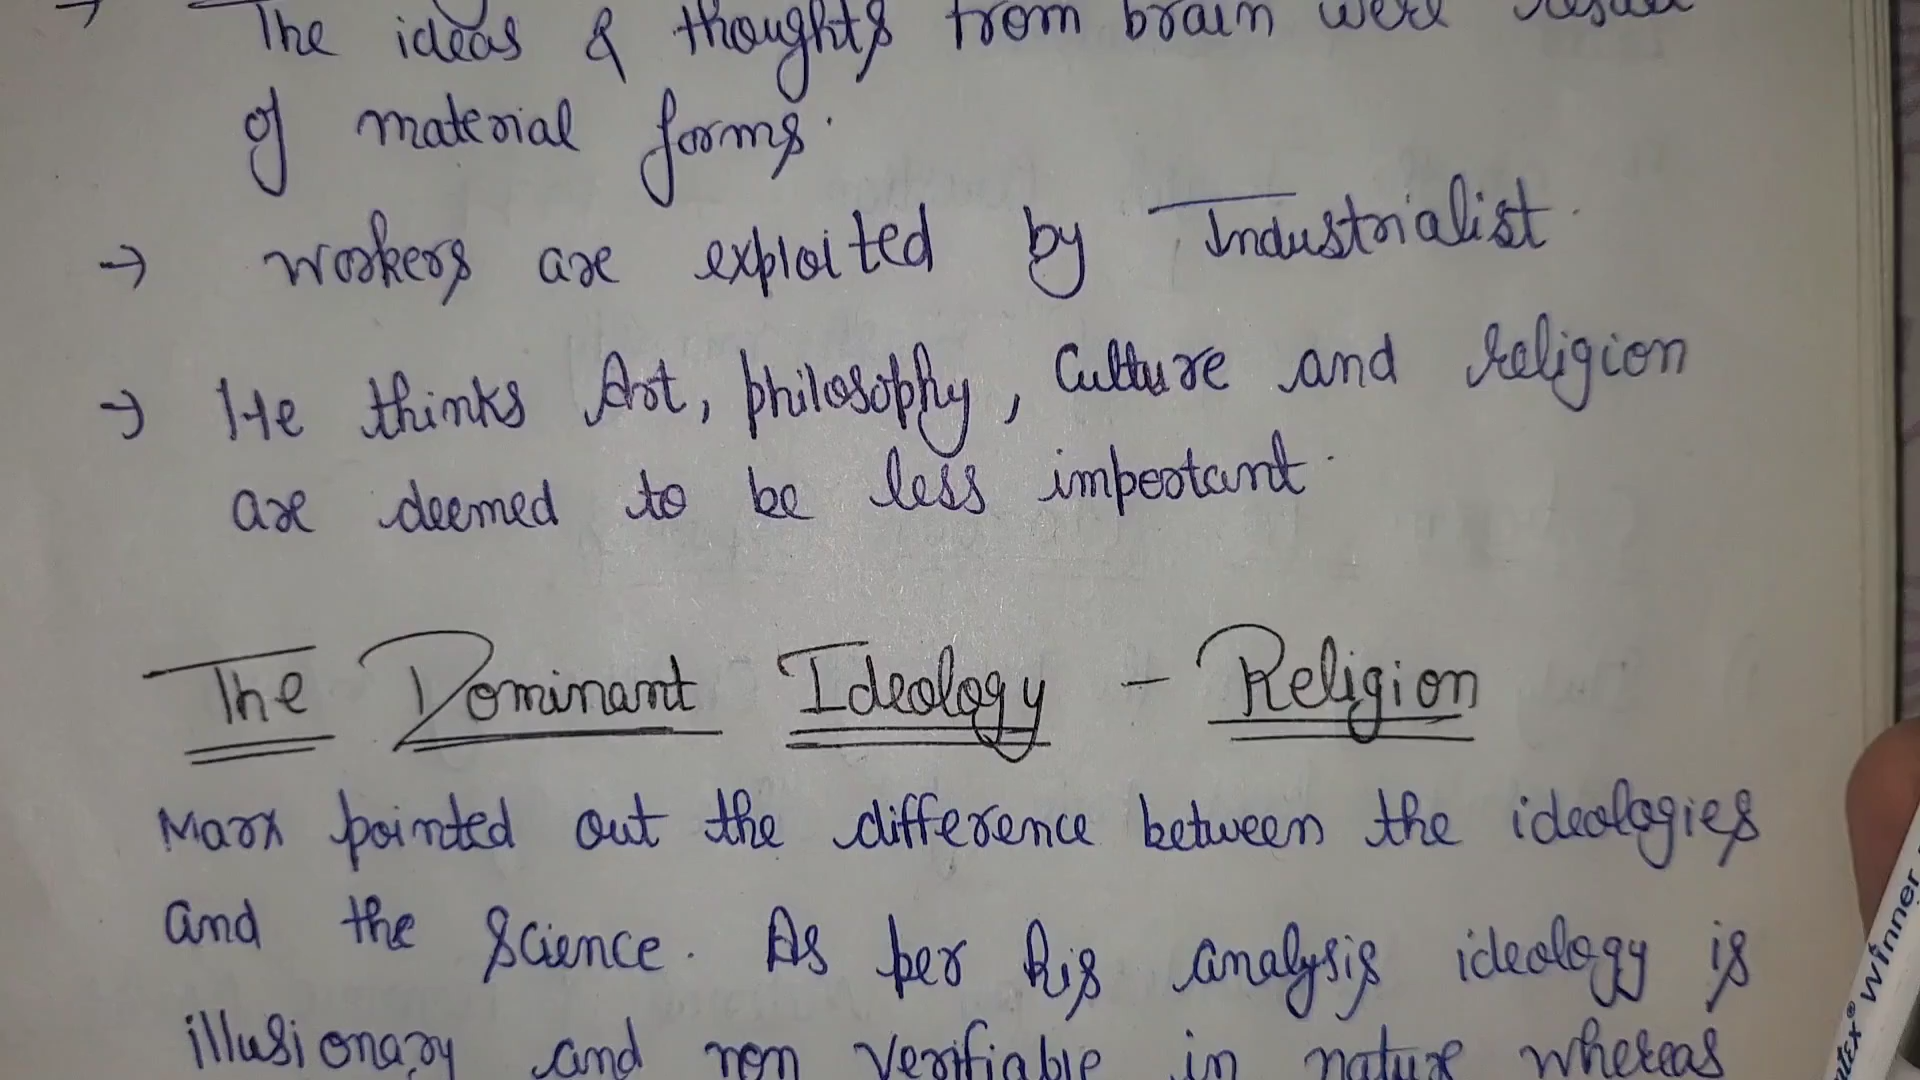 → The ideas & thoughts from brain were result
of material forms.
→ workers are exploited by Industrialist.
→ He thinks Art, philosophy, Culture and religion
are deemed to be less important.
The Dominant Ideology - Religion
Marx pointed out the difference between the ideologies
and the science. As per his analysis ideology is
illusionary and non verifiable in nature whereas
winner